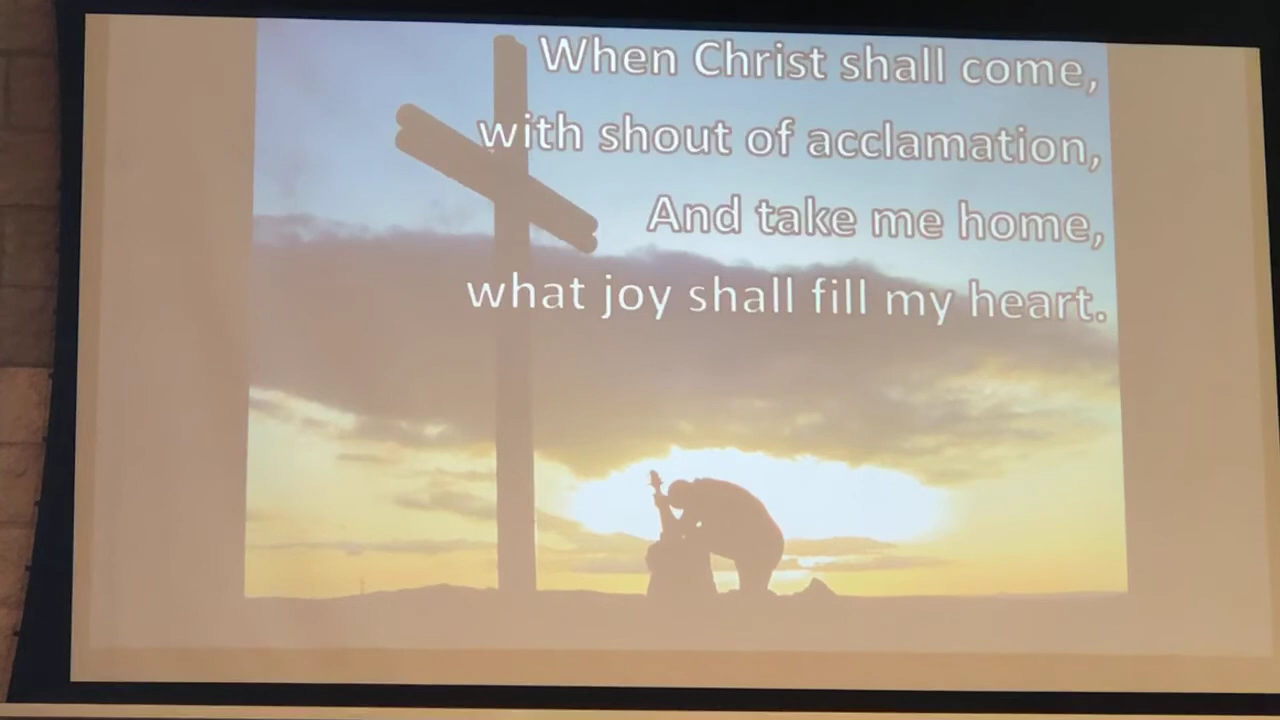 When Christ shall come,
with shout of acclamation,
And take me home,
what joy shall fill my heart.